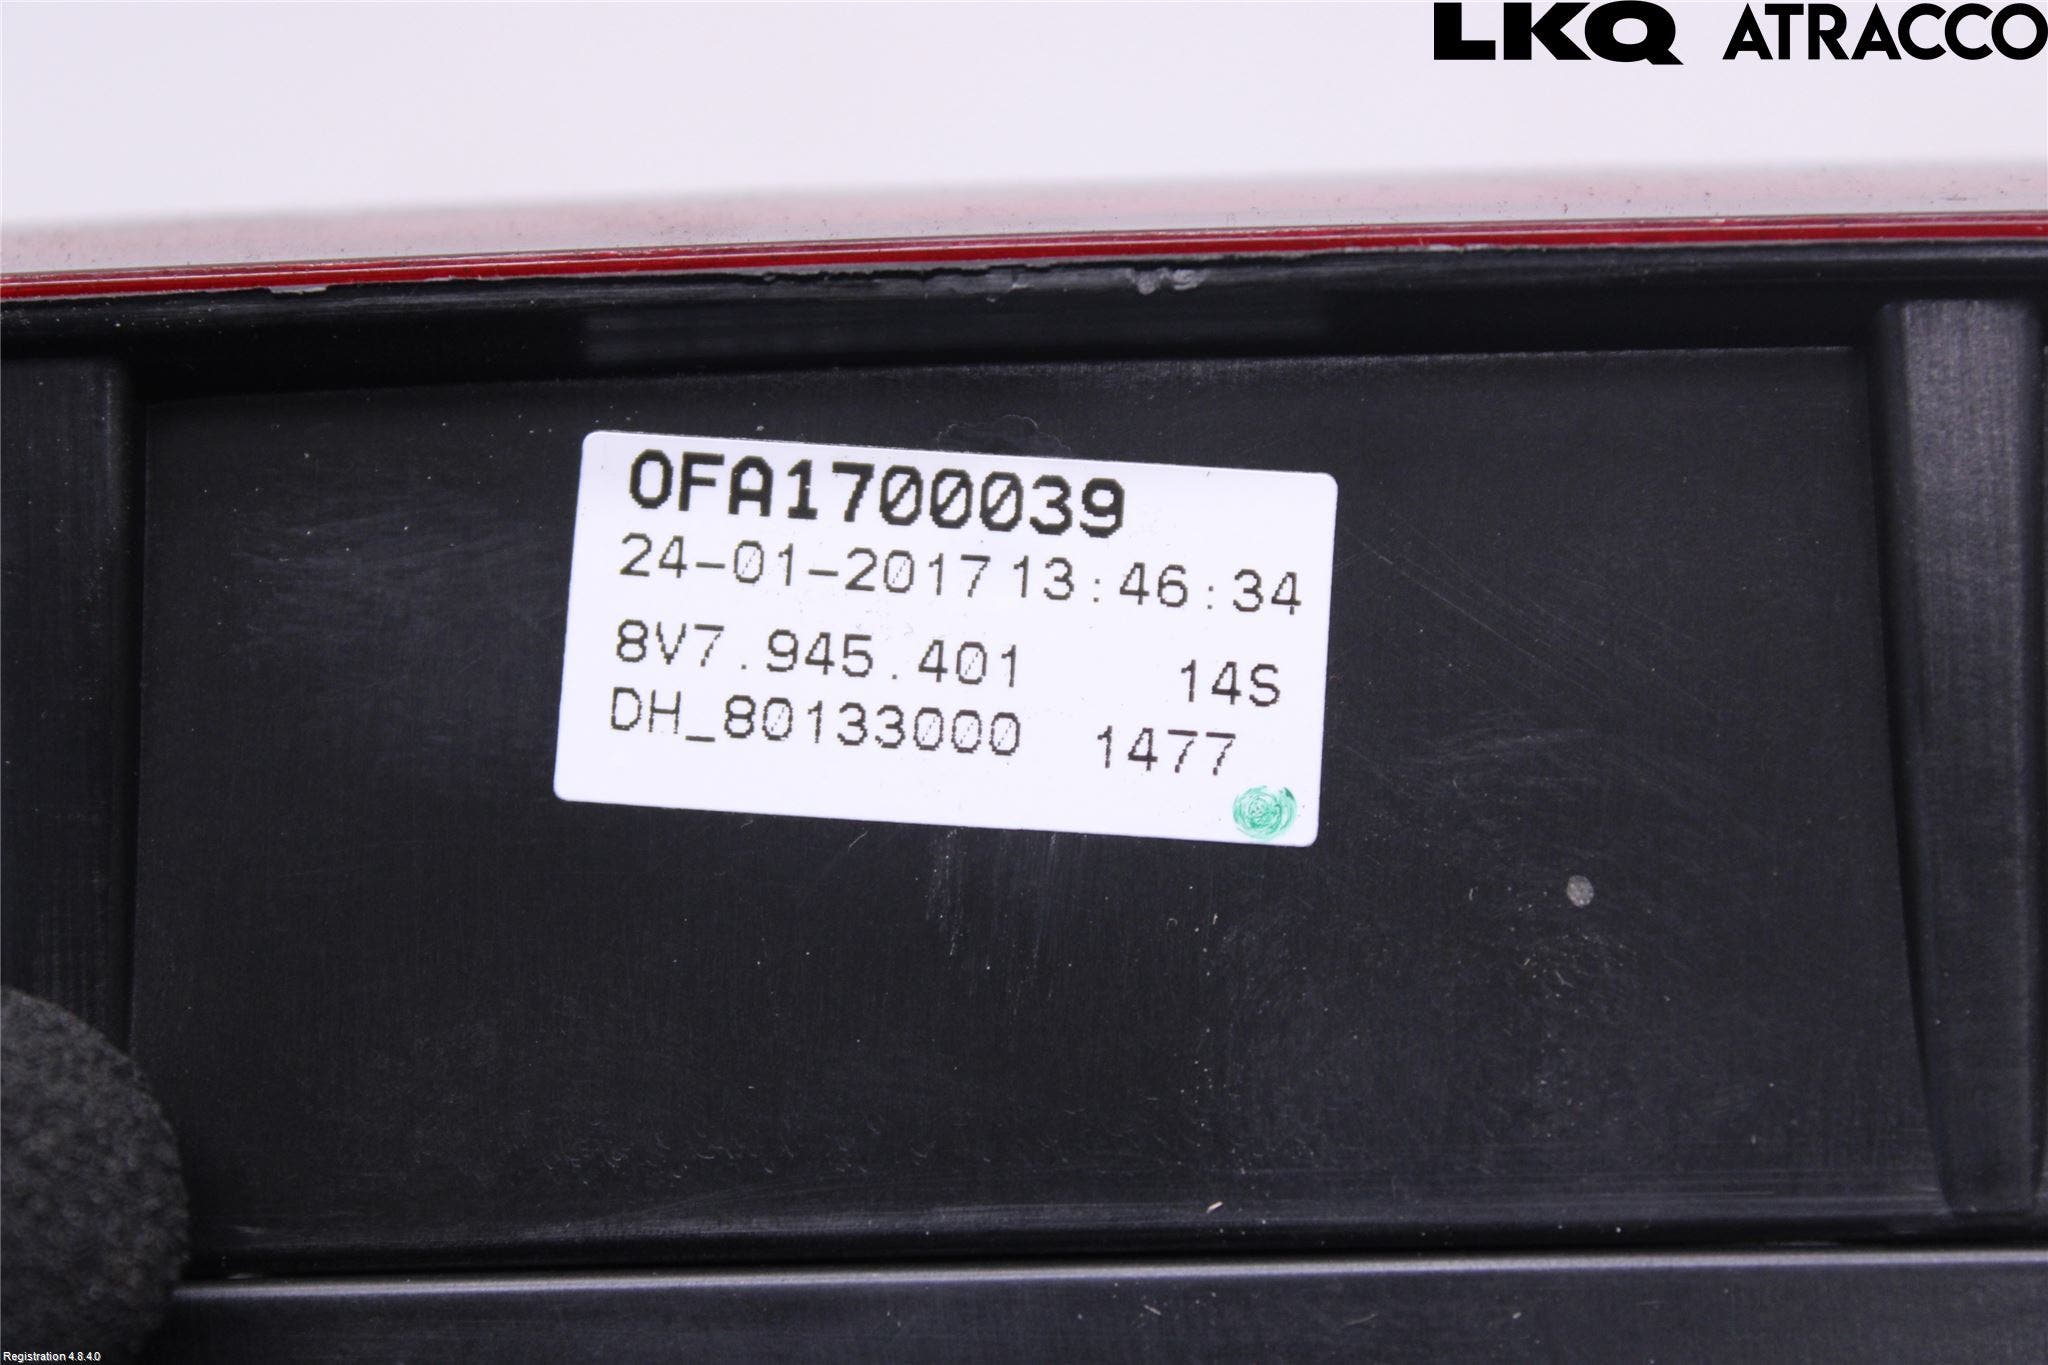 LKQ ATRACCO
OFA1700039
24-01-2017 13:46:34
8V7.945.401 14S
DH_80133000 1477
Registration 4.8.4.0